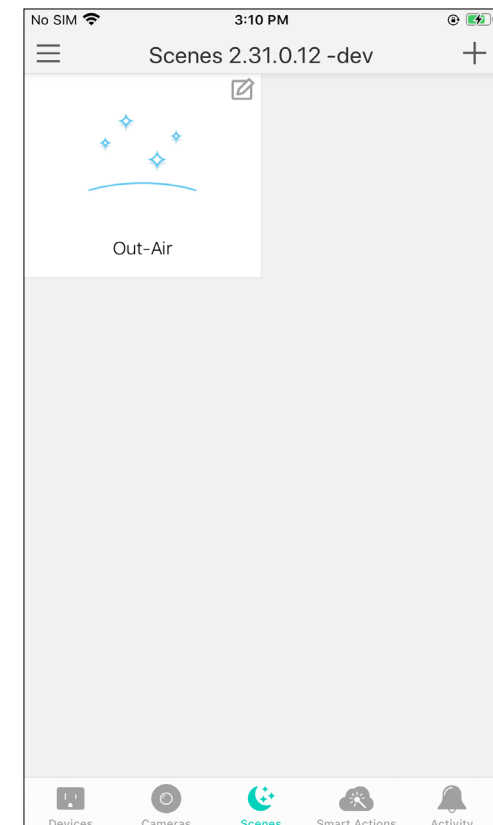 No SIM 3:10 PM
Scenes 2.31.0.12 -dev
Out-Air
Devices Cameras Scenes Smart Actions Activity